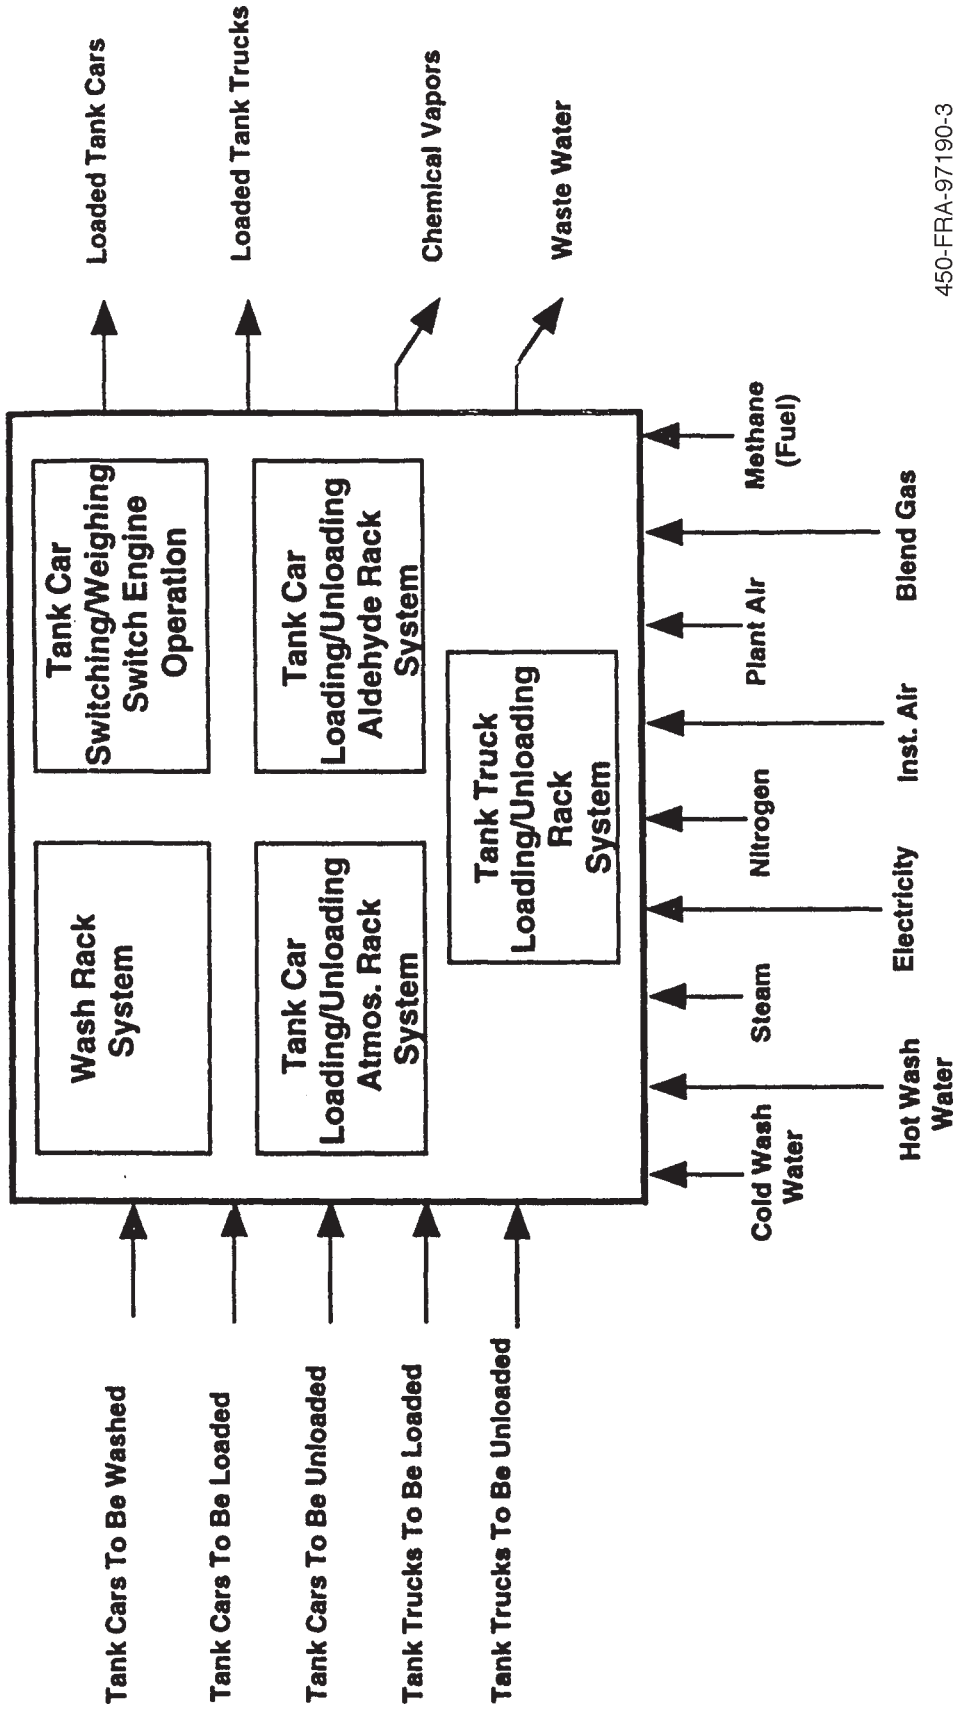 Tank Cars To Be Washed
Tank Cars To Be Loaded
Tank Cars To Be Unloaded
Tank Trucks To Be Loaded
Tank Trucks To Be Unloaded
Wash Rack
System
Tank Car
Switching/Weighing
Switch Engine
Operation
Tank Car
Loading/Unloading
Atmos. Rack
System
Tank Car
Loading/Unloading
Aldehyde Rack
System
Tank Truck
Loading/Unloading
Rack
System
Loaded Tank Cars
Loaded Tank Trucks
Chemical Vapors
Waste Water
Cold Wash
Water
Hot Wash
Water
Steam
Electricity
Nitrogen
Inst. Air
Plant Air
Blend Gas
Methane
(Fuel)
450-FRA-97190-3